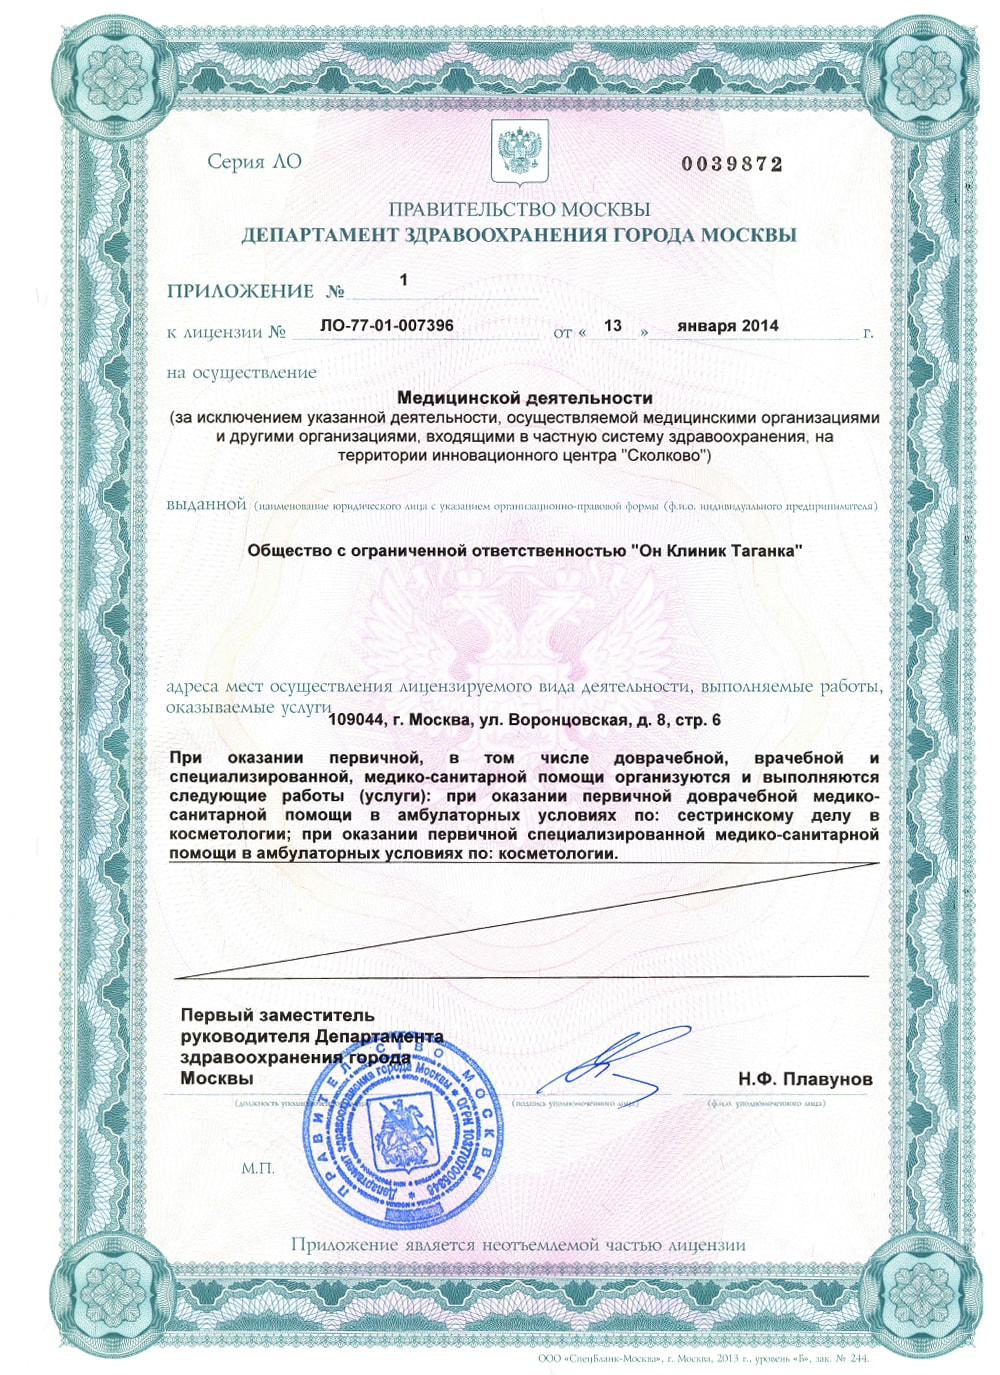 Серия ЛО
0039872
ПРАВИТЕЛЬСТВО МОСКВЫ
ДЕПАРТАМЕНТ ЗДРАВООХРАНЕНИЯ ГОРОДА МОСКВЫ
ПРИЛОЖЕНИЕ № 1
к лицензии № ЛО-77-01-007396 от « 13 » января 2014 г.
на осуществление
Медицинской деятельности
(за исключением указанной деятельности, осуществляемой медицинскими организациями
и другими организациями, входящими в частную систему здравоохранения, на
территории инновационного центра "Сколково")
выданной (наименование юридического лица с указанием организационно-правовой формы (ф.и.о. индивидуального предпринимателя)
Общество с ограниченной ответственностью "Он Клиник Таганка"
адреса мест осуществления лицензируемого вида деятельности, выполняемые работы,
оказываемые услуги
109044, г. Москва, ул. Воронцовская, д. 8, стр. 6
При оказании первичной, в том числе доврачебной, врачебной и
специализированной, медико-санитарной помощи организуются и выполняются
следующие работы (услуги): при оказании первичной доврачебной медико-
санитарной помощи в амбулаторных условиях по: сестринскому делу в
косметологии; при оказании первичной специализированной медико-санитарной
помощи в амбулаторных условиях по: косметологии.
Первый заместитель
руководителя Департамента
здравоохранения города
Москвы
Н.Ф. Плавунов
(должность уполномоченного лица)
(подпись уполномоченного лица)
(ф.и.о. уполномоченного лица)
ПРАВИТЕЛЬСТВО МОСКВЫ
Департамент здравоохранения города Москвы * ОГРН 1037707005346 *
М.П.
Приложение является неотъемлемой частью лицензии
ООО «СпецБланк-Москва», г. Москва, 2013 г., уровень «Б», зак. № 244.